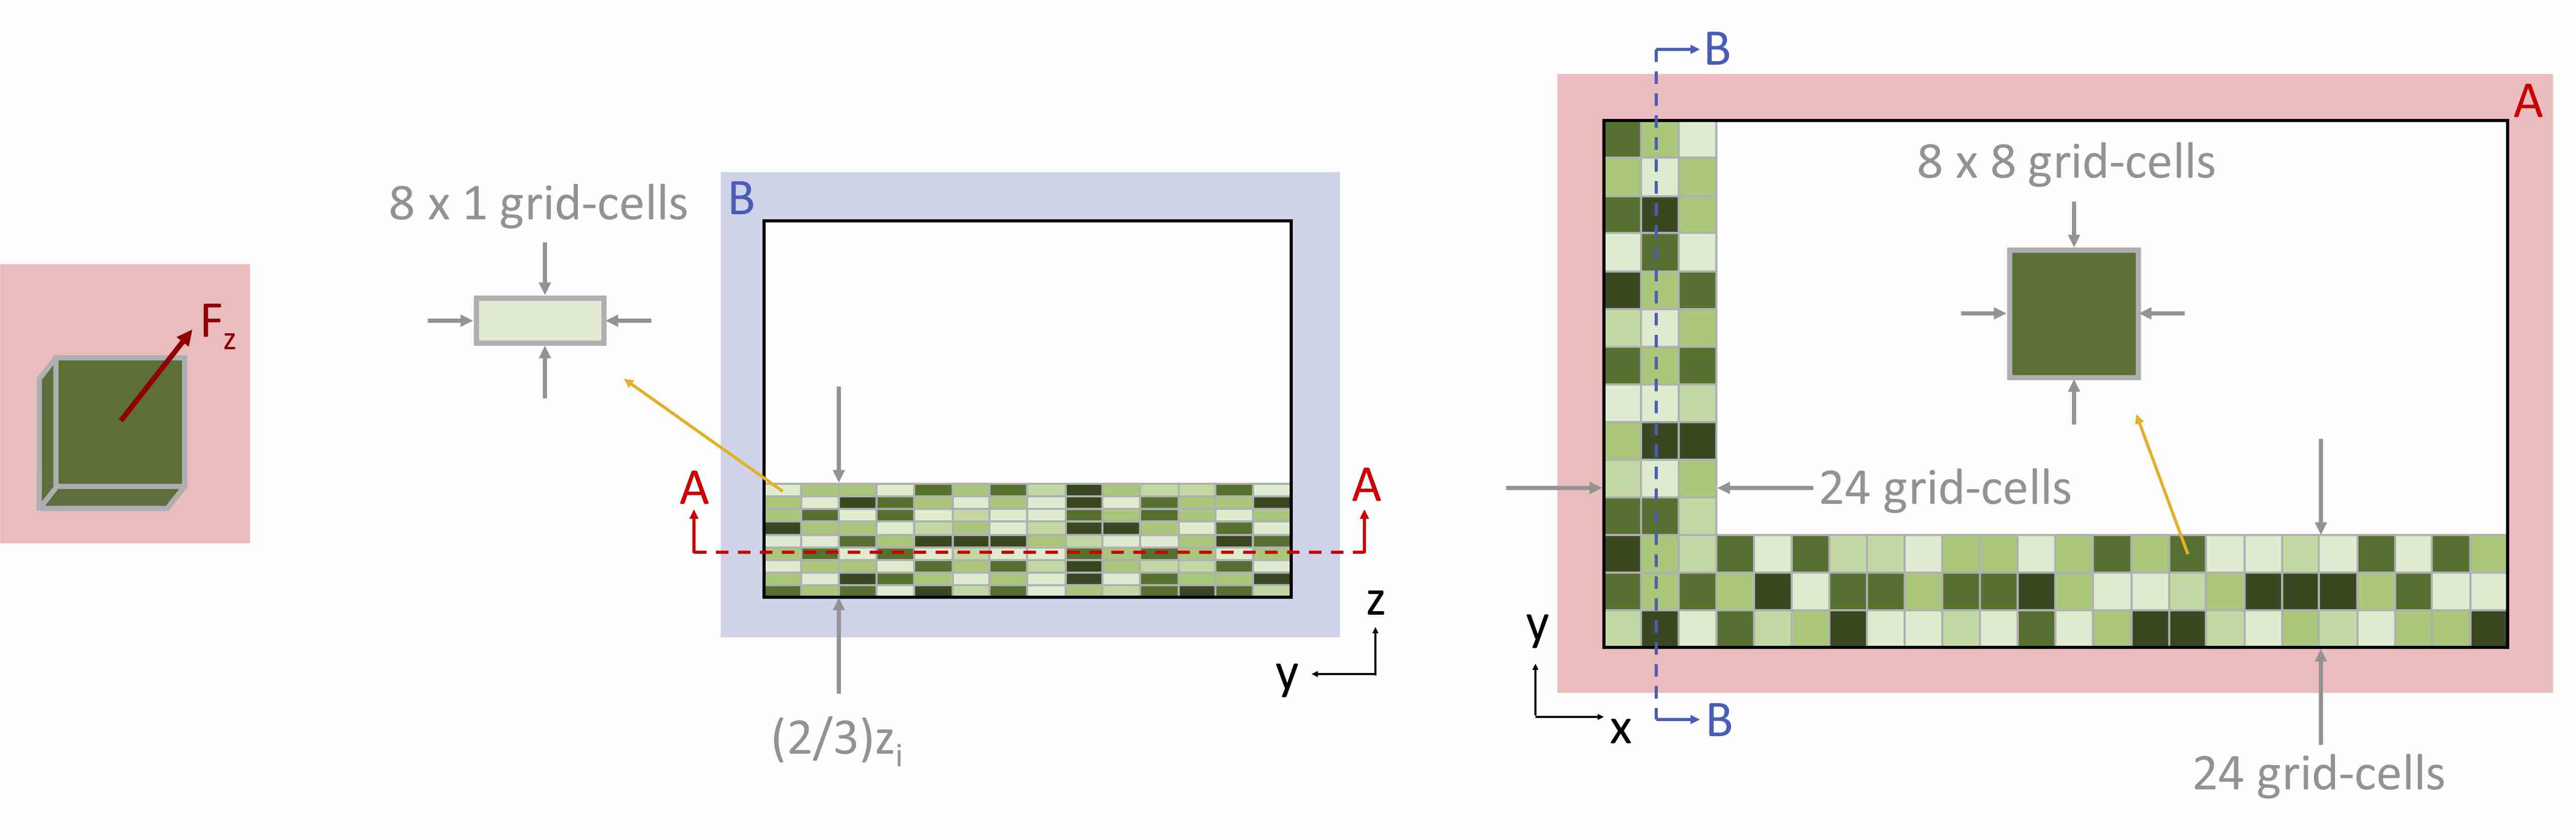 F_z
8 x 1 grid-cells
B
A
A
(2/3)z_i
z
y
B
A
8 x 8 grid-cells
24 grid-cells
y
x
B
24 grid-cells